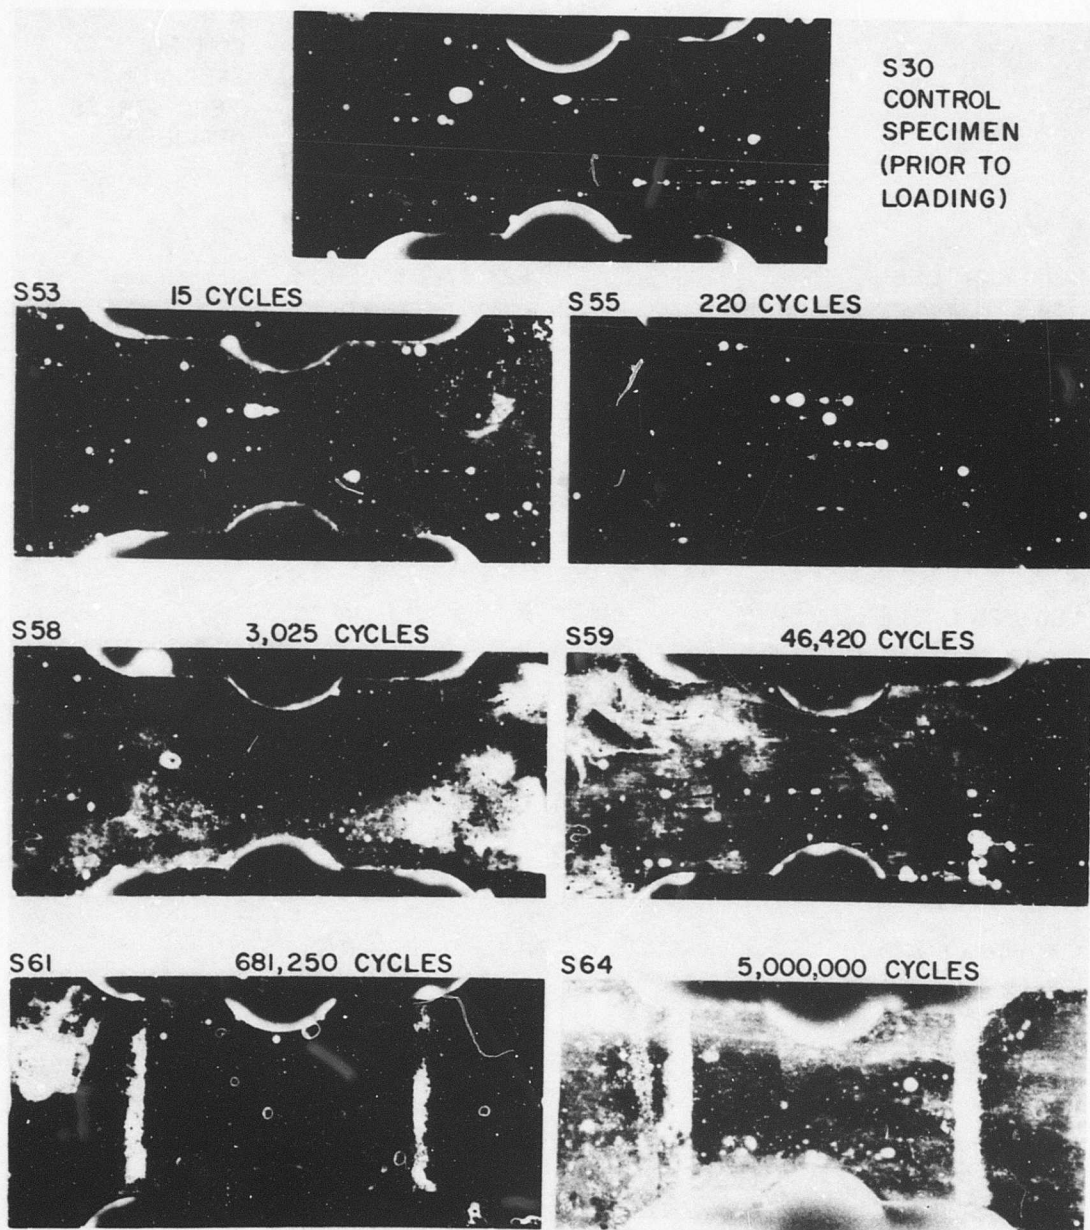 S30
CONTROL
SPECIMEN
(PRIOR TO
LOADING)
S53 15 CYCLES
S55 220 CYCLES
S58 3,025 CYCLES
S59 46,420 CYCLES
S61 681,250 CYCLES
S64 5,000,000 CYCLES